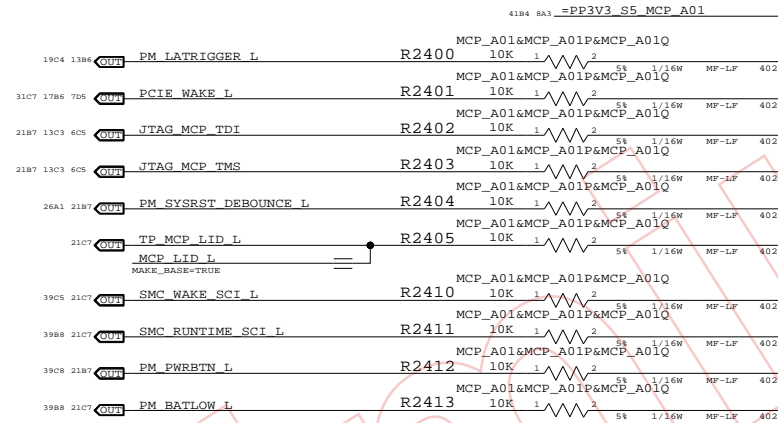 41B4 8A3 =PP3V3_S5_MCP_A01
MCP_A01&MCP_A01P&MCP_A01Q
19C4 13B6 OUT PM_LATRIGGER_L R2400 10K 1 2
5% 1/16W MF-LF 402
MCP_A01&MCP_A01P&MCP_A01Q
31C7 17B6 7D5 OUT PCIE_WAKE_L R2401 10K 1 2
5% 1/16W MF-LF 402
MCP_A01&MCP_A01P&MCP_A01Q
21B7 13C3 6C5 OUT JTAG_MCP_TDI R2402 10K 1 2
5% 1/16W MF-LF 402
MCP_A01&MCP_A01P&MCP_A01Q
21B7 13C3 6C5 OUT JTAG_MCP_TMS R2403 10K 1 2
5% 1/16W MF-LF 402
MCP_A01&MCP_A01P&MCP_A01Q
26A1 21B7 OUT PM_SYSRST_DEBOUNCE_L R2404 10K 1 2
5% 1/16W MF-LF 402
MCP_A01&MCP_A01P&MCP_A01Q
21C7 OUT TP_MCP_LID_L R2405 10K 1 2
5% 1/16W MF-LF 402
MCP_LID_L
MAKE_BASE=TRUE
MCP_A01&MCP_A01P&MCP_A01Q
39C5 21C7 OUT SMC_WAKE_SCI_L R2410 10K 1 2
5% 1/16W MF-LF 402
MCP_A01&MCP_A01P&MCP_A01Q
39B8 21C7 OUT SMC_RUNTIME_SCI_L R2411 10K 1 2
5% 1/16W MF-LF 402
MCP_A01&MCP_A01P&MCP_A01Q
39C8 21B7 OUT PM_PWRBTN_L R2412 10K 1 2
5% 1/16W MF-LF 402
MCP_A01&MCP_A01P&MCP_A01Q
39B8 21C7 OUT PM_BATLOW_L R2413 10K 1 2
5% 1/16W MF-LF 402